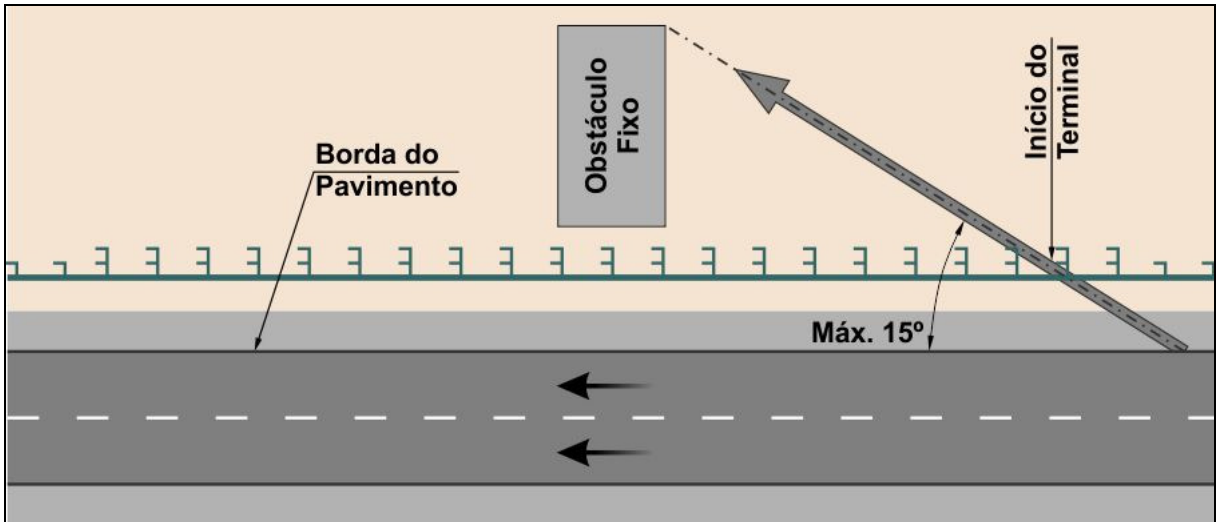 Obstáculo
Fixo
Início do
Terminal
Borda do
Pavimento
Máx. 15º